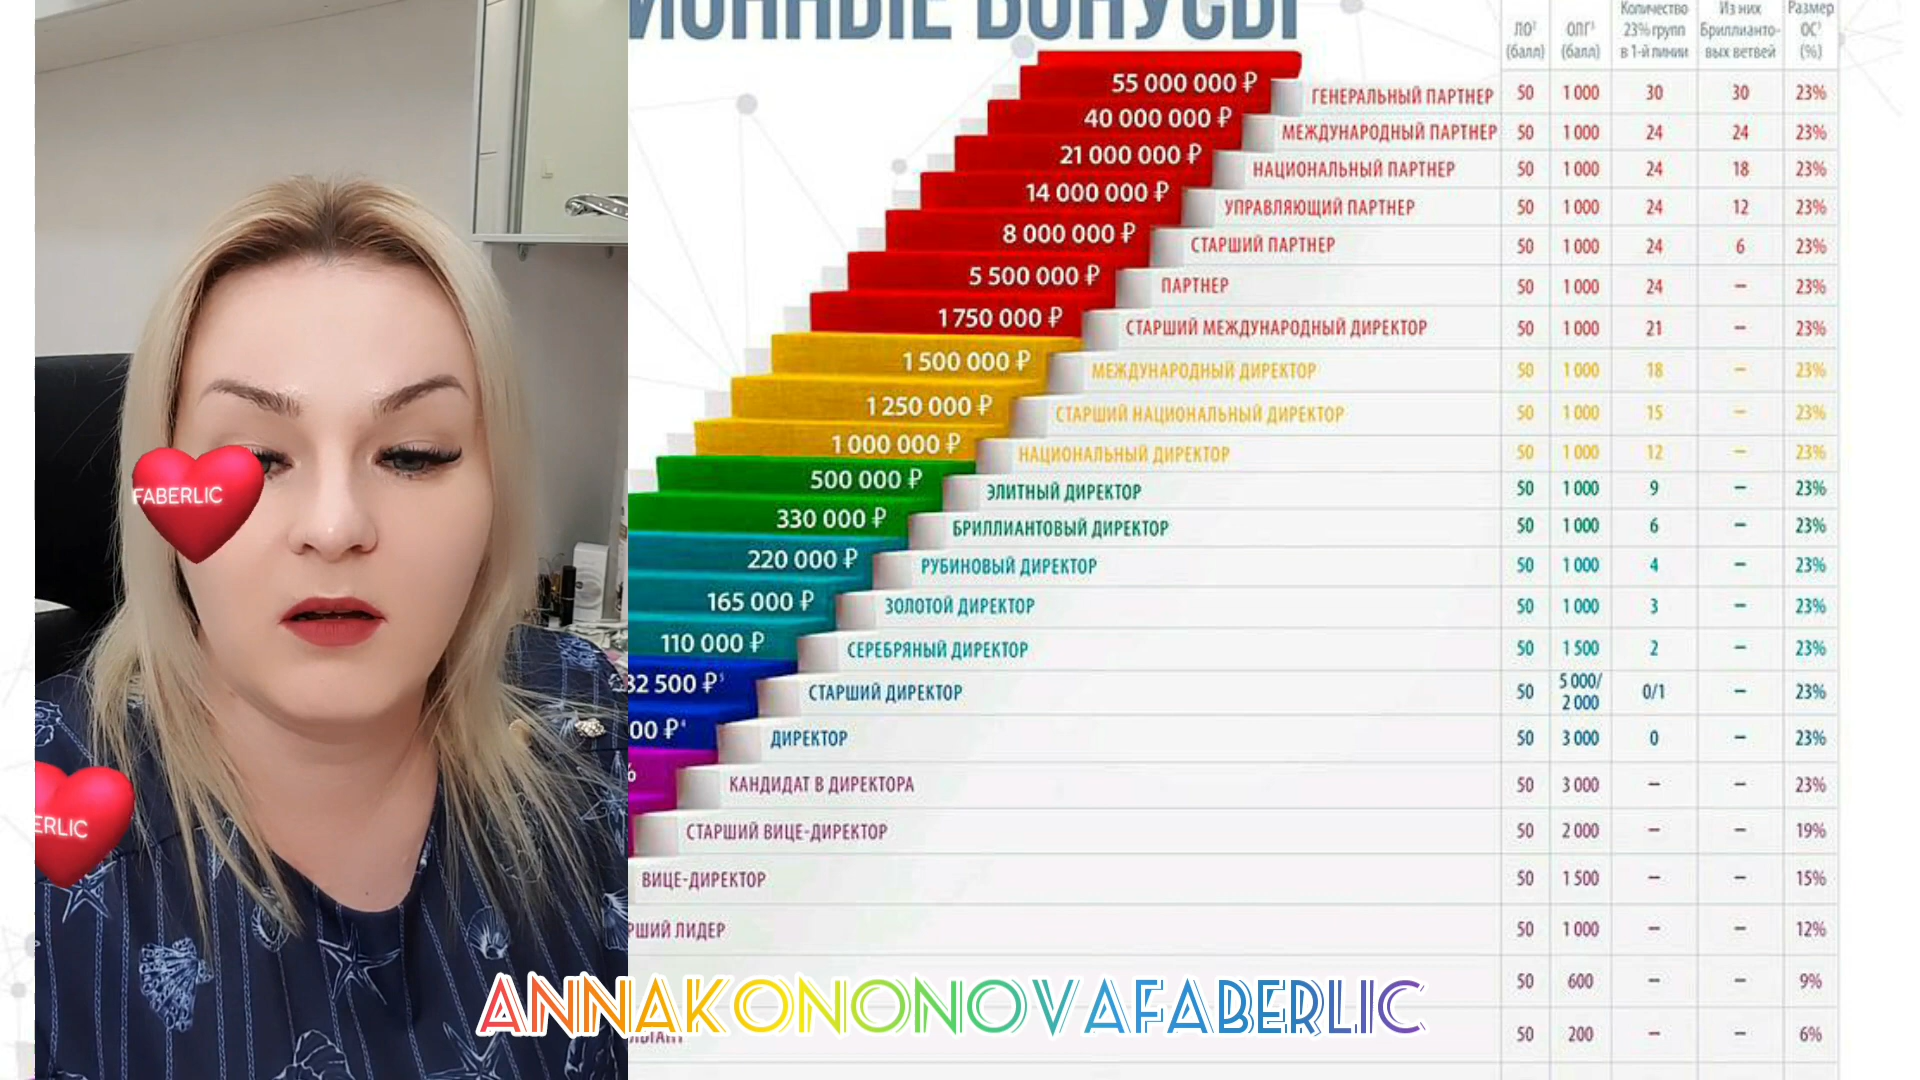 ИОННЫЕ БОНУСЫ
ЛО² (балл) ОЛГ³ (балл) Количество 23% групп в 1-й линии Из них Бриллианто-вых ветвей Размер ОС¹ (%)
55 000 000 ₽ ГЕНЕРАЛЬНЫЙ ПАРТНЕР 50 1 000 30 30 23%
40 000 000 ₽ МЕЖДУНАРОДНЫЙ ПАРТНЕР 50 1 000 24 24 23%
21 000 000 ₽ НАЦИОНАЛЬНЫЙ ПАРТНЕР 50 1 000 24 18 23%
14 000 000 ₽ УПРАВЛЯЮЩИЙ ПАРТНЕР 50 1 000 24 12 23%
8 000 000 ₽ СТАРШИЙ ПАРТНЕР 50 1 000 24 6 23%
5 500 000 ₽ ПАРТНЕР 50 1 000 24 – 23%
1 750 000 ₽ СТАРШИЙ МЕЖДУНАРОДНЫЙ ДИРЕКТОР 50 1 000 21 – 23%
1 500 000 ₽ МЕЖДУНАРОДНЫЙ ДИРЕКТОР 50 1 000 18 – 23%
1 250 000 ₽ СТАРШИЙ НАЦИОНАЛЬНЫЙ ДИРЕКТОР 50 1 000 15 – 23%
1 000 000 ₽ НАЦИОНАЛЬНЫЙ ДИРЕКТОР 50 1 000 12 – 23%
500 000 ₽ ЭЛИТНЫЙ ДИРЕКТОР 50 1 000 9 – 23%
330 000 ₽ БРИЛЛИАНТОВЫЙ ДИРЕКТОР 50 1 000 6 – 23%
220 000 ₽ РУБИНОВЫЙ ДИРЕКТОР 50 1 000 4 – 23%
165 000 ₽ ЗОЛОТОЙ ДИРЕКТОР 50 1 000 3 – 23%
110 000 ₽ СЕРЕБРЯНЫЙ ДИРЕКТОР 50 1 500 2 – 23%
82 500 ₽⁵ СТАРШИЙ ДИРЕКТОР 50 5 000/ 2 000 0/1 – 23%
00 ₽⁴ ДИРЕКТОР 50 3 000 0 – 23%
% КАНДИДАТ В ДИРЕКТОРА 50 3 000 – – 23%
СТАРШИЙ ВИЦЕ-ДИРЕКТОР 50 2 000 – – 19%
ВИЦЕ-ДИРЕКТОР 50 1 500 – – 15%
РШИЙ ЛИДЕР 50 1 000 – – 12%
50 600 – – 9%
50 200 – – 6%
FABERLIC
ERLIC
ANNAKONONOVAFABERLIC